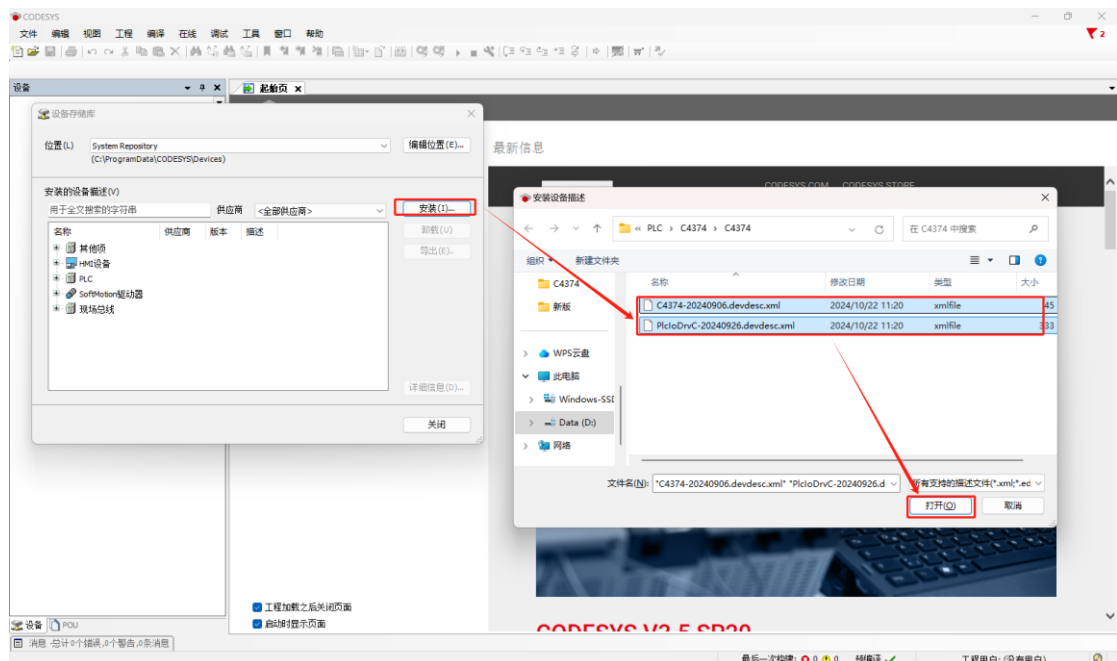 CODESYS
文件 编辑 视图 工程 编译 在线 调试 工具 窗口 帮助
2
设备
起始页
设备存储库
位置(L) System Repository 编辑位置(E)...
(C:\ProgramData\CODESYS\Devices)
安装的设备描述(V)
用于全文搜索的字符串 供应商 <全部供应商> 安装(I)...
名称 供应商 版本 描述 卸载(U)
其他项 导出(E)...
HMI设备
PLC
SoftMotion驱动器
现场总线
详细信息(D)...
关闭
最新信息
CODESYS.COM CODESYS STORE
安装设备描述
« PLC › C4374 › C4374 在 C4374 中搜索
组织 新建文件夹
C4374
新版
WPS云盘
此电脑
Windows-SSD
Data (D:)
网络
名称 修改日期 类型 大小
C4374-20240906.devdesc.xml 2024/10/22 11:20 xmlfile 45
PlcIoDrvC-20240926.devdesc.xml 2024/10/22 11:20 xmlfile 333
文件名(N): "C4374-20240906.devdesc.xml" "PlcIoDrvC-20240926.d 所有支持的描述文件(*.xml;*.ed
打开(O) 取消
工程加载之后关闭页面
启动时显示页面
CODESYS V3.5 SP20
设备 POU
消息 -总计0个错误,0个警告,0条消息
最后一次构建: 0 0 预编译 工程用户: (没有用户)